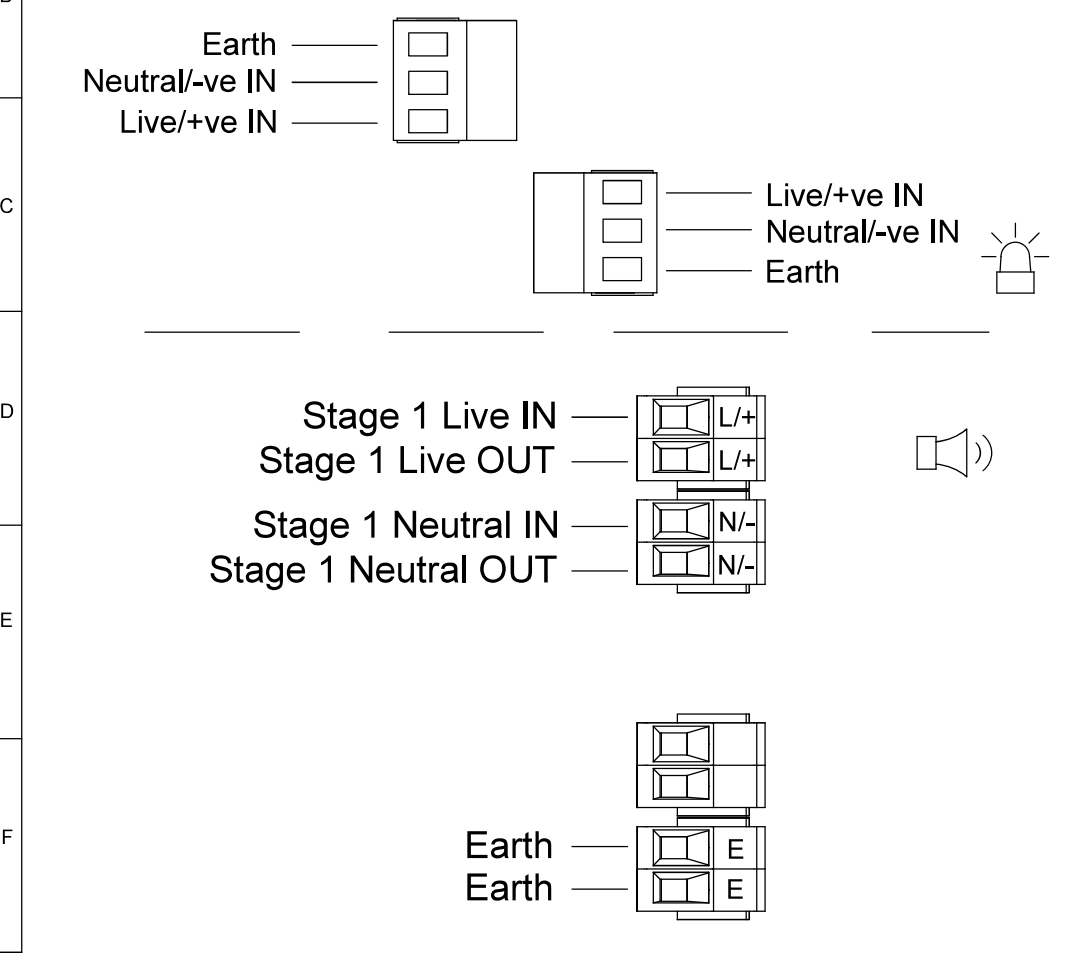 Earth
Neutral/-ve IN
Live/+ve IN
C
Live/+ve IN
Neutral/-ve IN
Earth
D
Stage 1 Live IN L/+
Stage 1 Live OUT L/+
Stage 1 Neutral IN N/-
Stage 1 Neutral OUT N/-
E
F
Earth E
Earth E